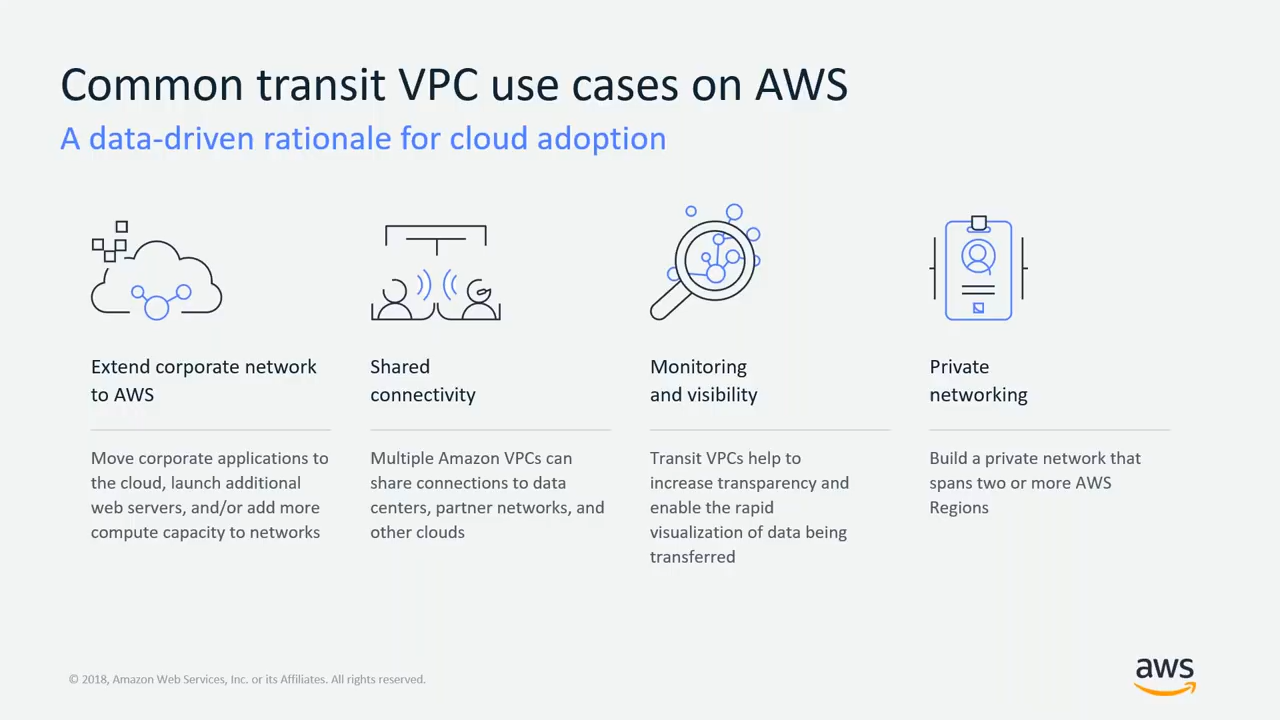 Common transit VPC use cases on AWS
A data-driven rationale for cloud adoption
Extend corporate network
to AWS
Move corporate applications to
the cloud, launch additional
web servers, and/or add more
compute capacity to networks
Shared
connectivity
Multiple Amazon VPCs can
share connections to data
centers, partner networks, and
other clouds
Monitoring
and visibility
Transit VPCs help to
increase transparency and
enable the rapid
visualization of data being
transferred
Private
networking
Build a private network that
spans two or more AWS
Regions
© 2018, Amazon Web Services, Inc. or its Affiliates. All rights reserved.
aws